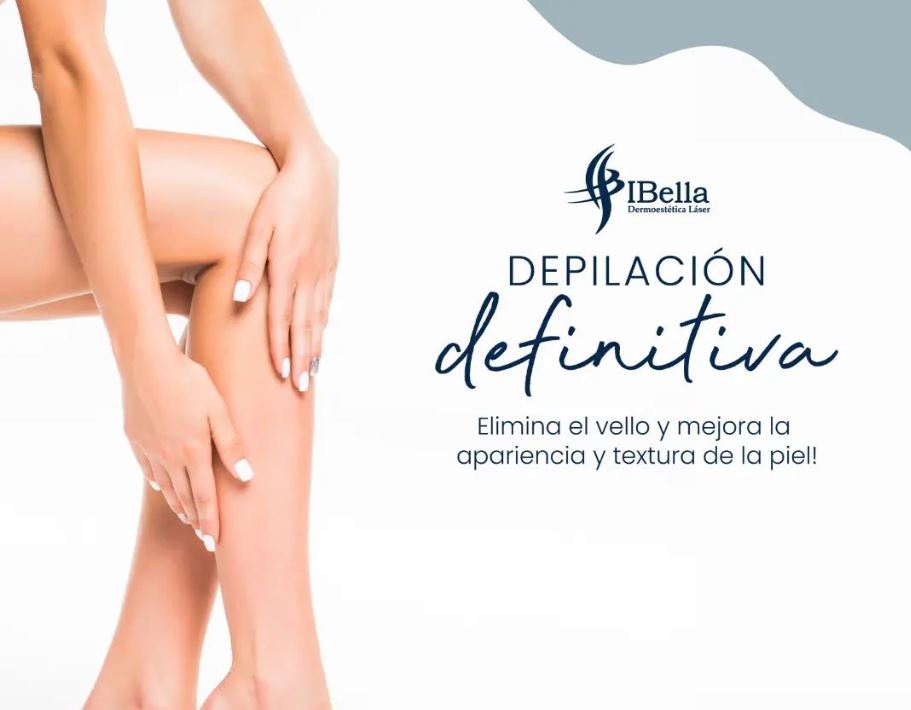 IBella
Dermoestética Láser
DEPILACIÓN
definitiva
Elimina el vello y mejora la
apariencia y textura de la piel!